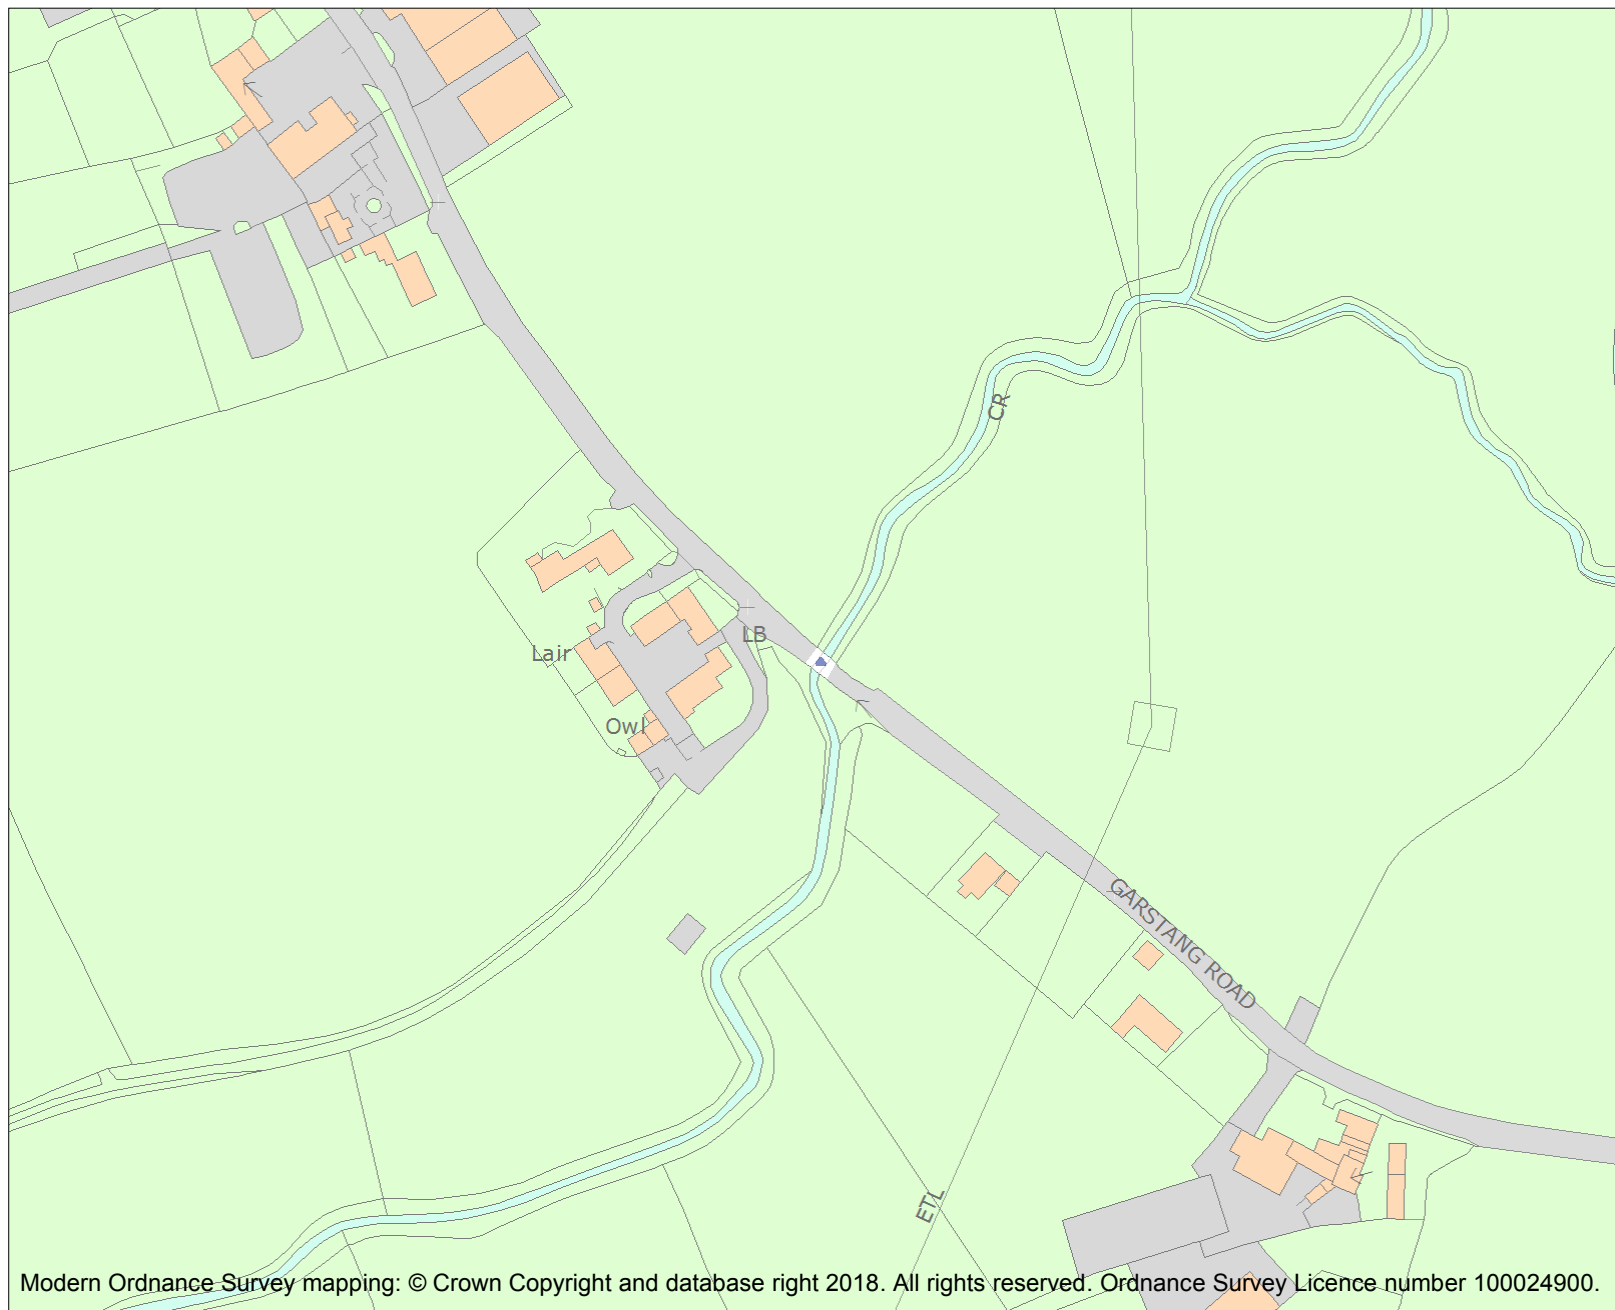 CR
LB
Lair
Owl
GARSTANG ROAD
ETL
Modern Ordnance Survey mapping: © Crown Copyright and database right 2018. All rights reserved. Ordnance Survey Licence number 100024900.